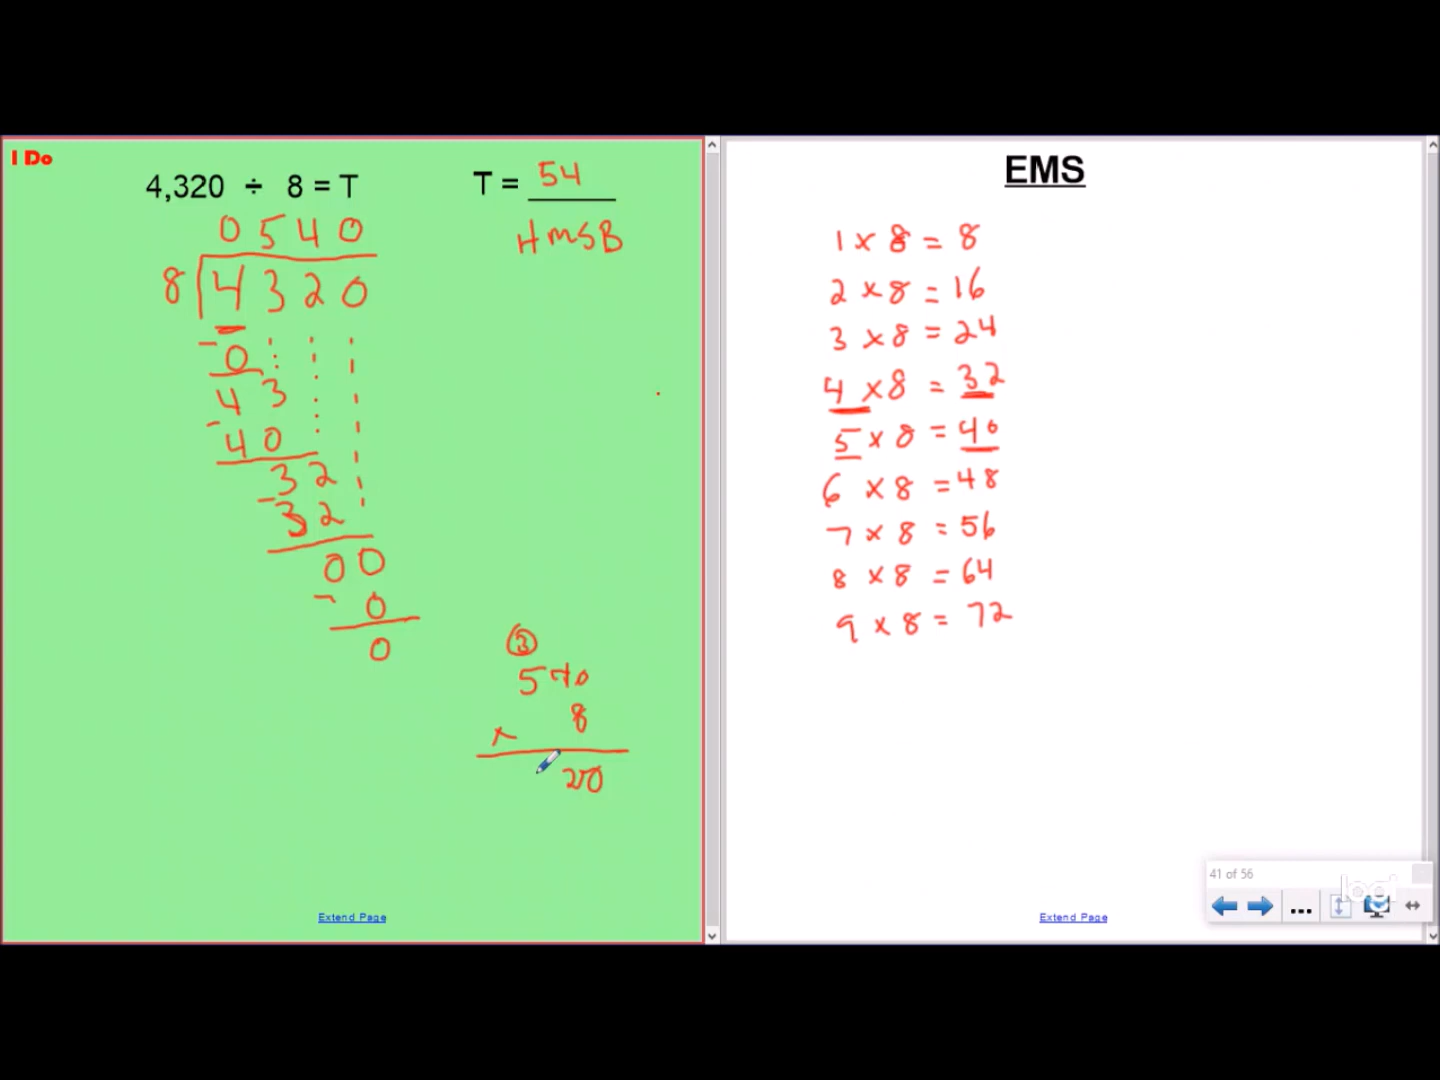 I Do
4,320 ÷ 8 = T
T = 54
HMSB
0540
8 4320
- 0
43
- 40
32
- 32
00
- 0
0
3
540
× 8
20
Extend Page
EMS
1 x 8 = 8
2 x 8 = 16
3 x 8 = 24
4 x 8 = 32
5 x 8 = 40
6 x 8 = 48
7 x 8 = 56
8 x 8 = 64
9 x 8 = 72
41 of 56
...
Extend Page